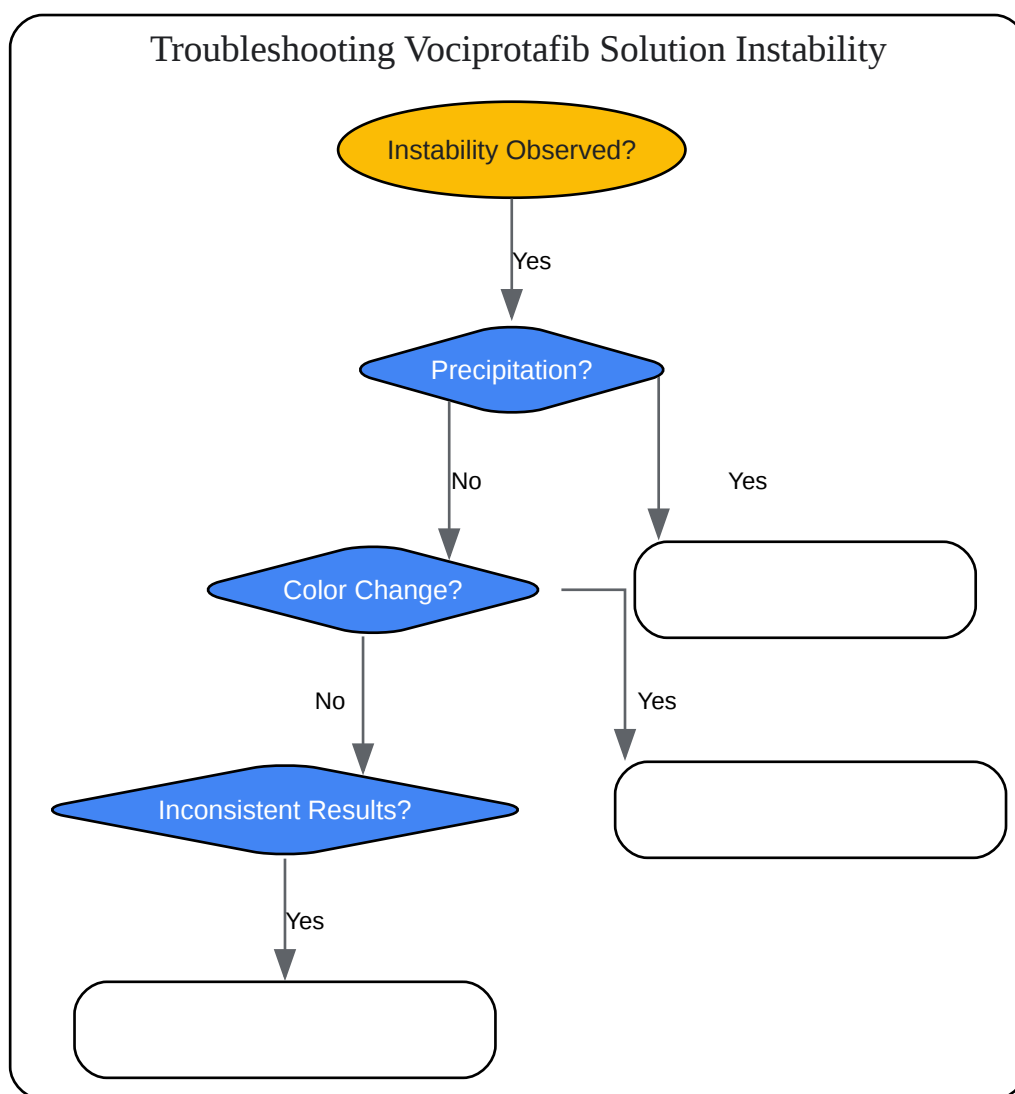 Troubleshooting Vociprotafib Solution Instability
Instability Observed?
Yes
Precipitation?
No
Yes
Color Change?
No
Yes
Inconsistent Results?
Yes